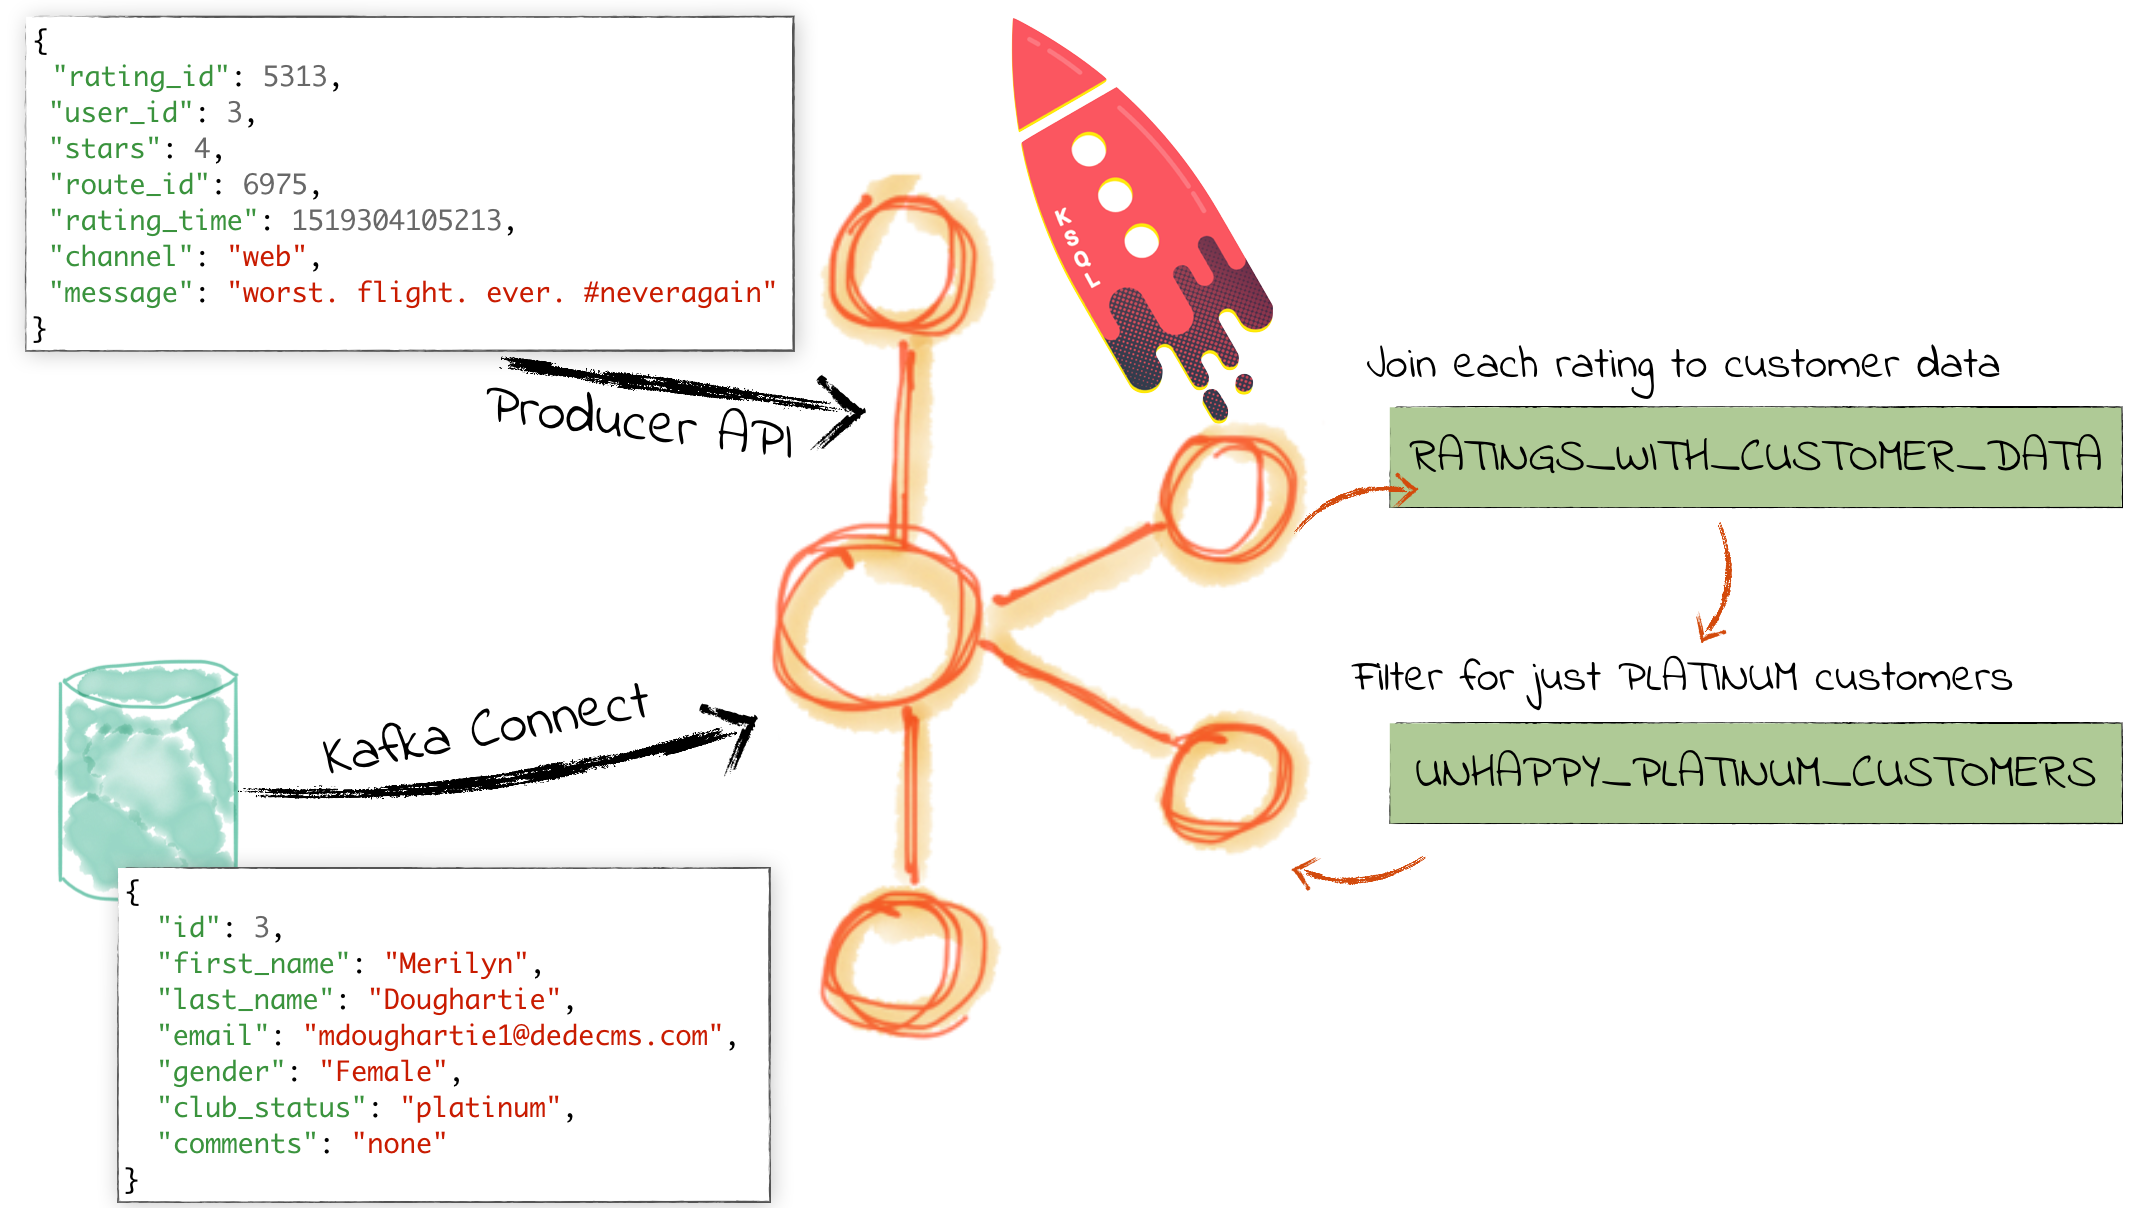 {
"rating_id": 5313,
"user_id": 3,
"stars": 4,
"route_id": 6975,
"rating_time": 1519304105213,
"channel": "web",
"message": "worst. flight. ever. #neveragain"
}
Producer API
KSQL
Join each rating to customer data
RATINGS_WITH_CUSTOMER_DATA
Filter for just PLATINUM customers
UNHAPPY_PLATINUM_CUSTOMERS
Kafka Connect
{
"id": 3,
"first_name": "Merilyn",
"last_name": "Doughartie",
"email": "mdoughartie1@dedecms.com",
"gender": "Female",
"club_status": "platinum",
"comments": "none"
}